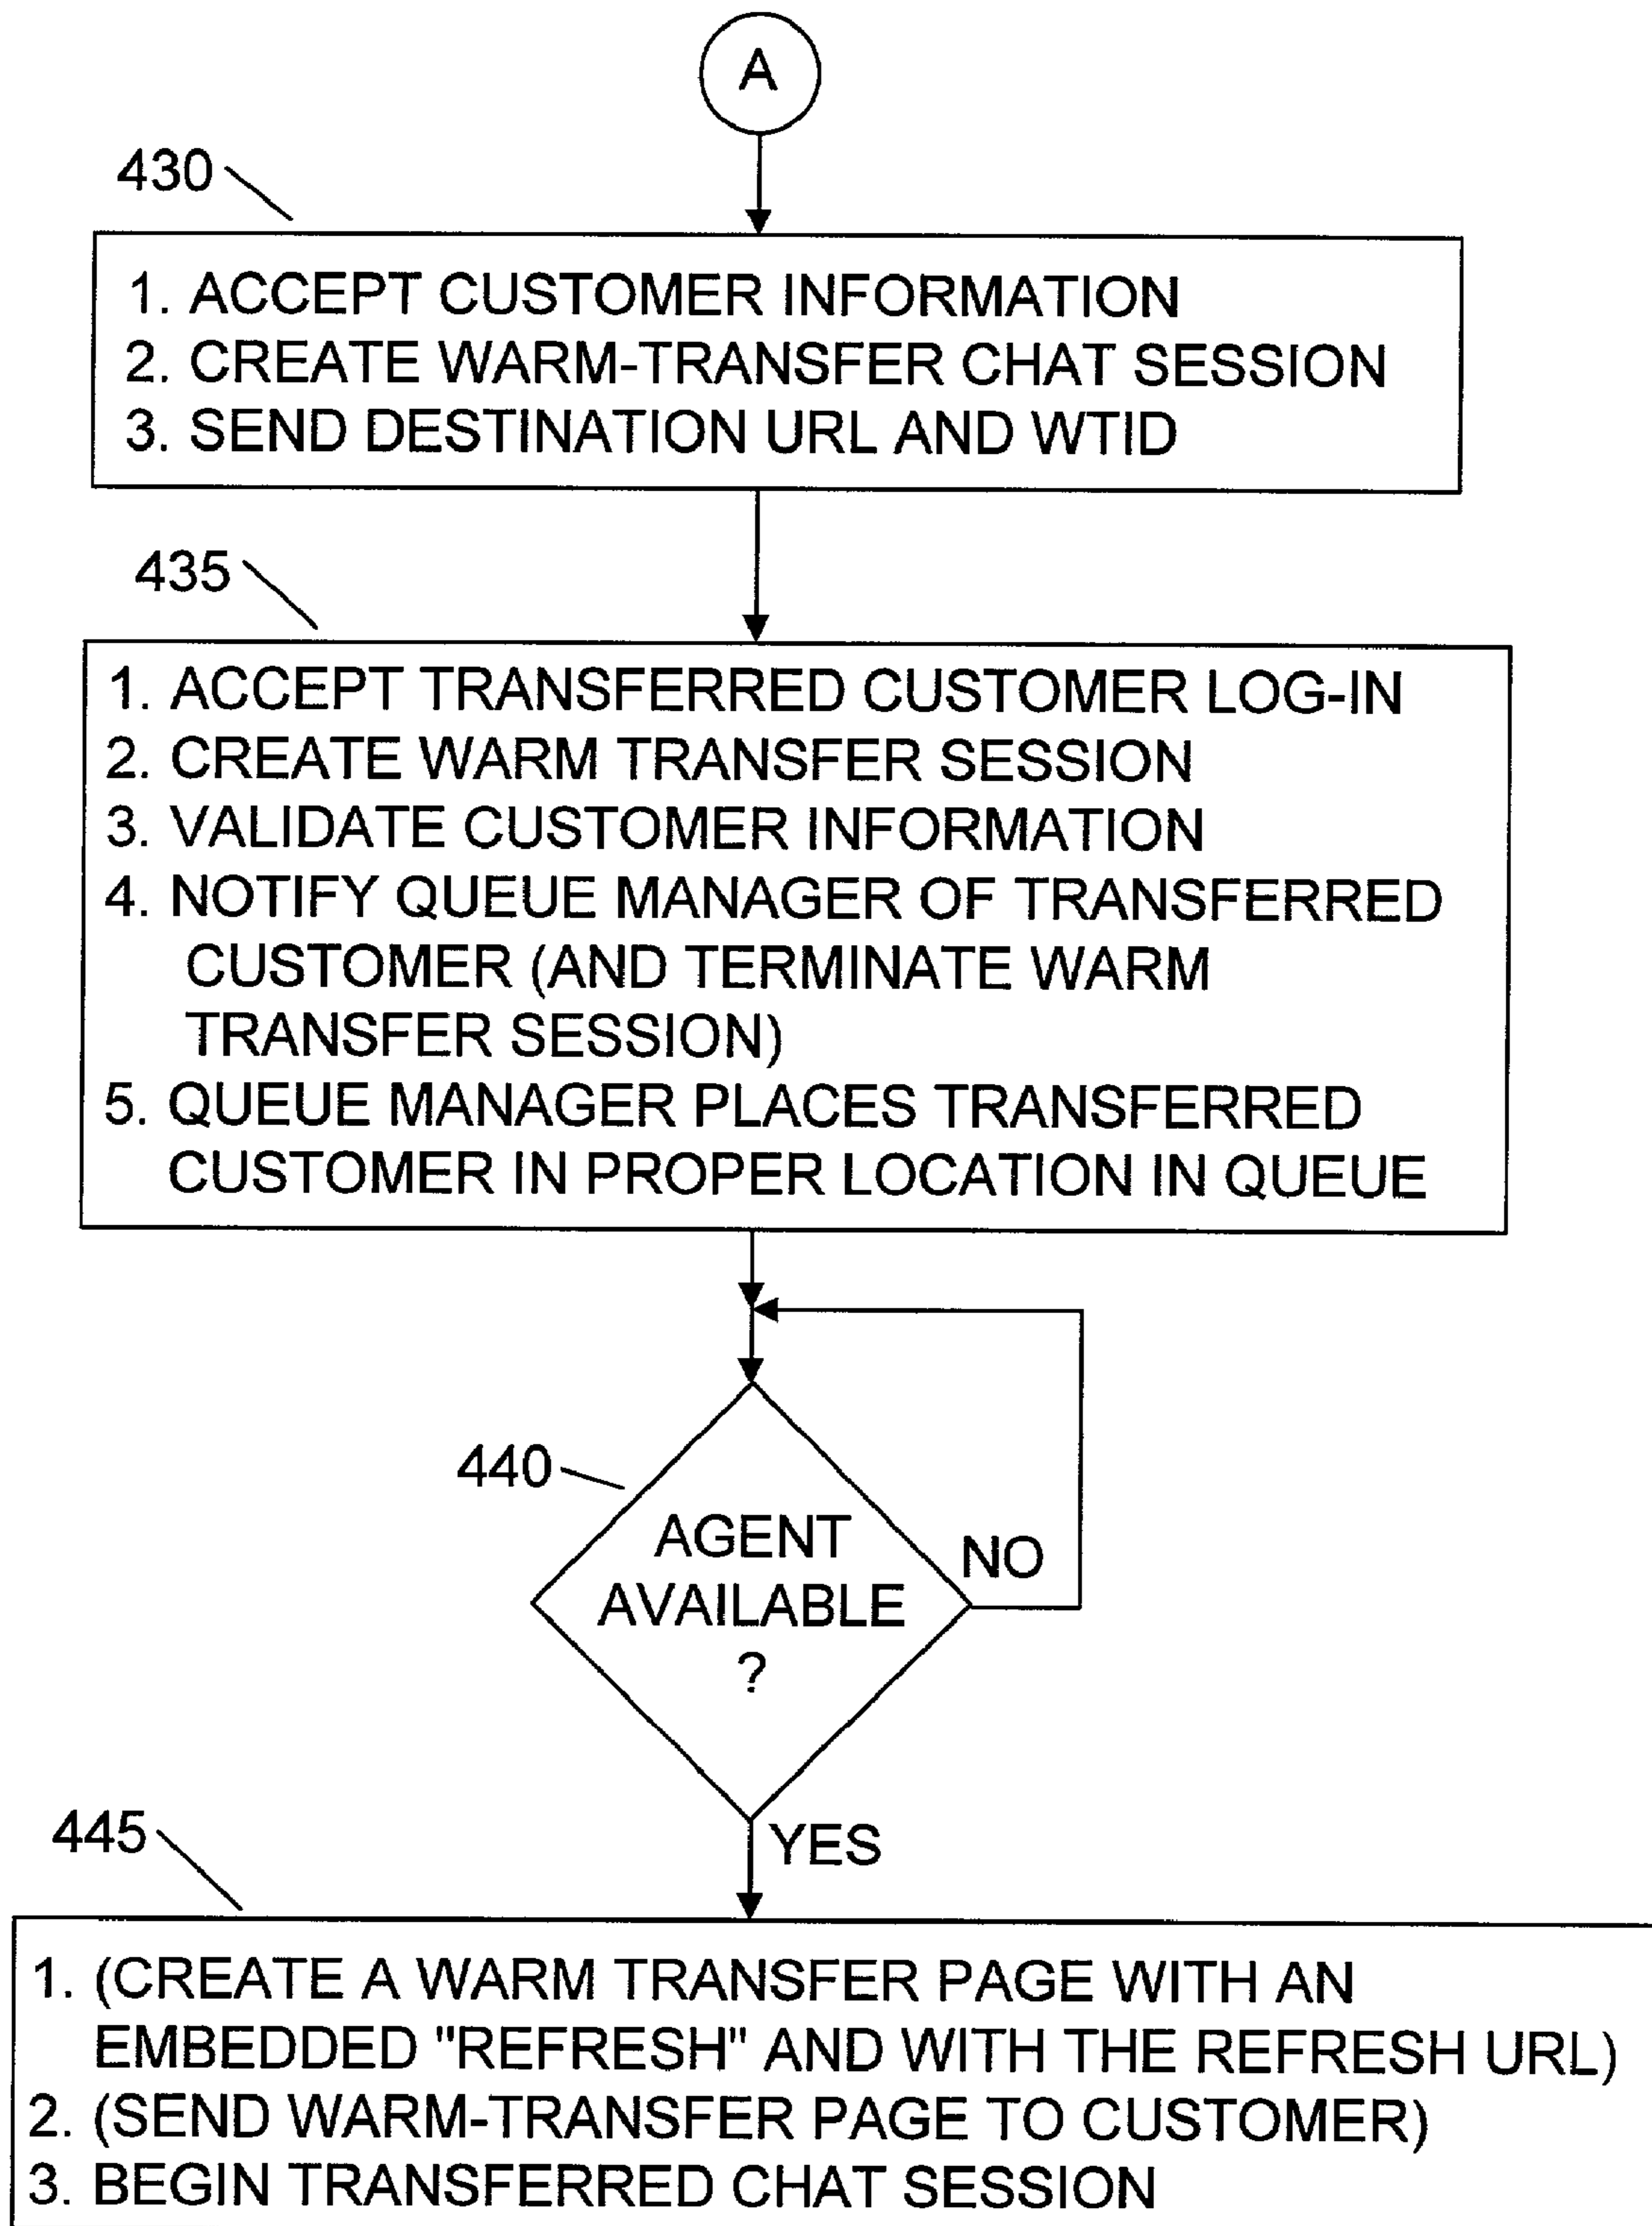 A
430
1. ACCEPT CUSTOMER INFORMATION
2. CREATE WARM-TRANSFER CHAT SESSION
3. SEND DESTINATION URL AND WTID
435
1. ACCEPT TRANSFERRED CUSTOMER LOG-IN
2. CREATE WARM TRANSFER SESSION
3. VALIDATE CUSTOMER INFORMATION
4. NOTIFY QUEUE MANAGER OF TRANSFERRED
CUSTOMER (AND TERMINATE WARM
TRANSFER SESSION)
5. QUEUE MANAGER PLACES TRANSFERRED
CUSTOMER IN PROPER LOCATION IN QUEUE
440
AGENT
AVAILABLE
?
NO
YES
445
1. (CREATE A WARM TRANSFER PAGE WITH AN
EMBEDDED "REFRESH" AND WITH THE REFRESH URL)
2. (SEND WARM-TRANSFER PAGE TO CUSTOMER)
3. BEGIN TRANSFERRED CHAT SESSION